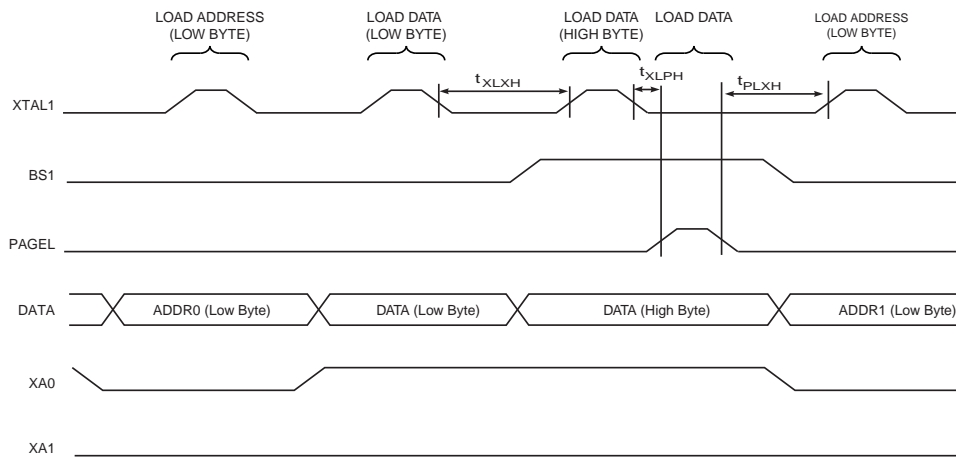 LOAD ADDRESS
(LOW BYTE)
LOAD DATA
(LOW BYTE)
LOAD DATA
(HIGH BYTE)
LOAD DATA
LOAD ADDRESS
(LOW BYTE)
tXLXH
tXLPH
tPLXH
XTAL1
BS1
PAGEL
DATA
ADDR0 (Low Byte)
DATA (Low Byte)
DATA (High Byte)
ADDR1 (Low Byte)
XA0
XA1